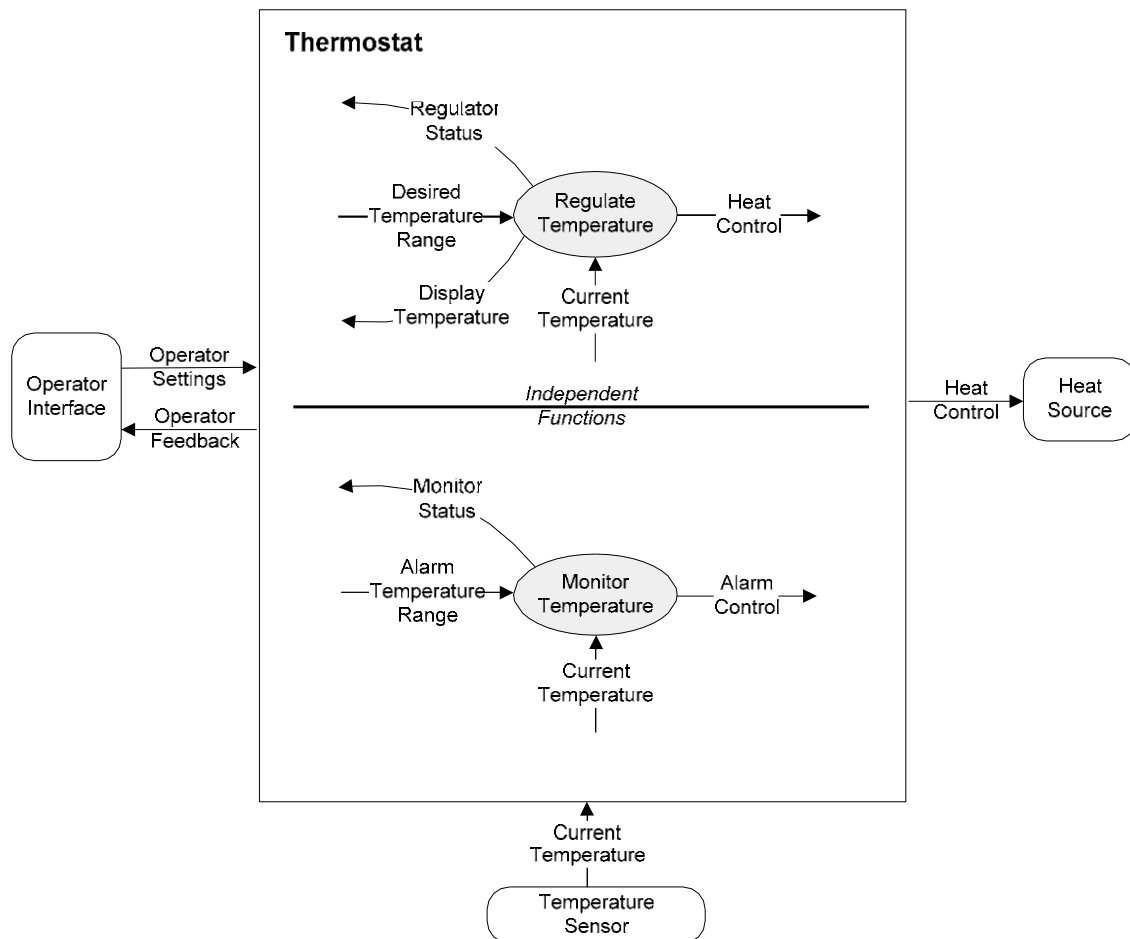 Thermostat
Regulator
Status
Desired
Temperature
Range
Regulate
Temperature
Heat
Control
Display
Temperature
Current
Temperature
Operator
Interface
Operator
Settings
Operator
Feedback
Independent
Functions
Heat
Control
Heat
Source
Monitor
Status
Alarm
Temperature
Range
Monitor
Temperature
Alarm
Control
Current
Temperature
Current
Temperature
Temperature
Sensor